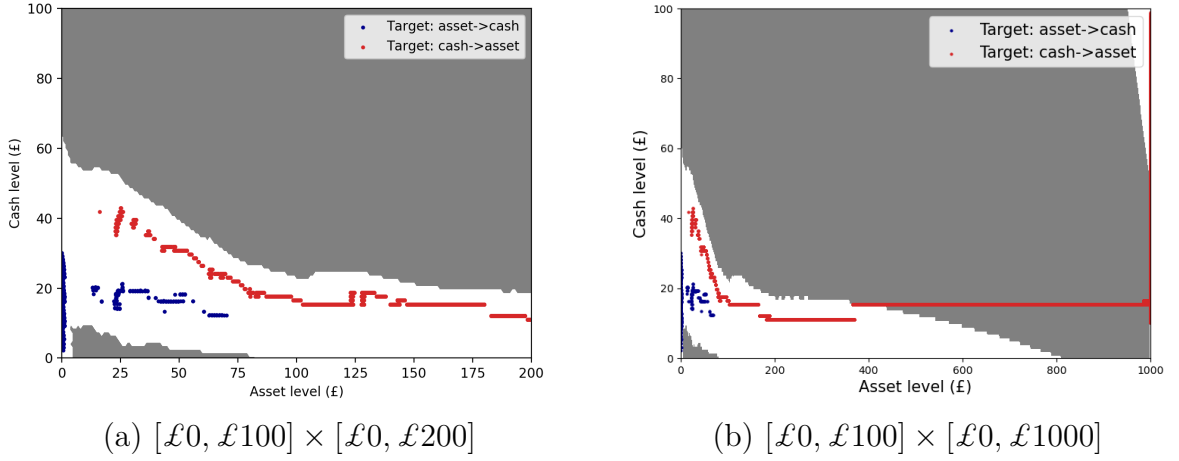 100
80
60
40
20
0
Cash level (£)
Target: asset->cash
Target: cash->asset
0 25 50 75 100 125 150 175 200
Asset level (£)
(a) [£0, £100] × [£0, £200]
100
80
60
40
20
0
Cash level (£)
Target: asset->cash
Target: cash->asset
0 200 400 600 800 1000
Asset level (£)
(b) [£0, £100] × [£0, £1000]